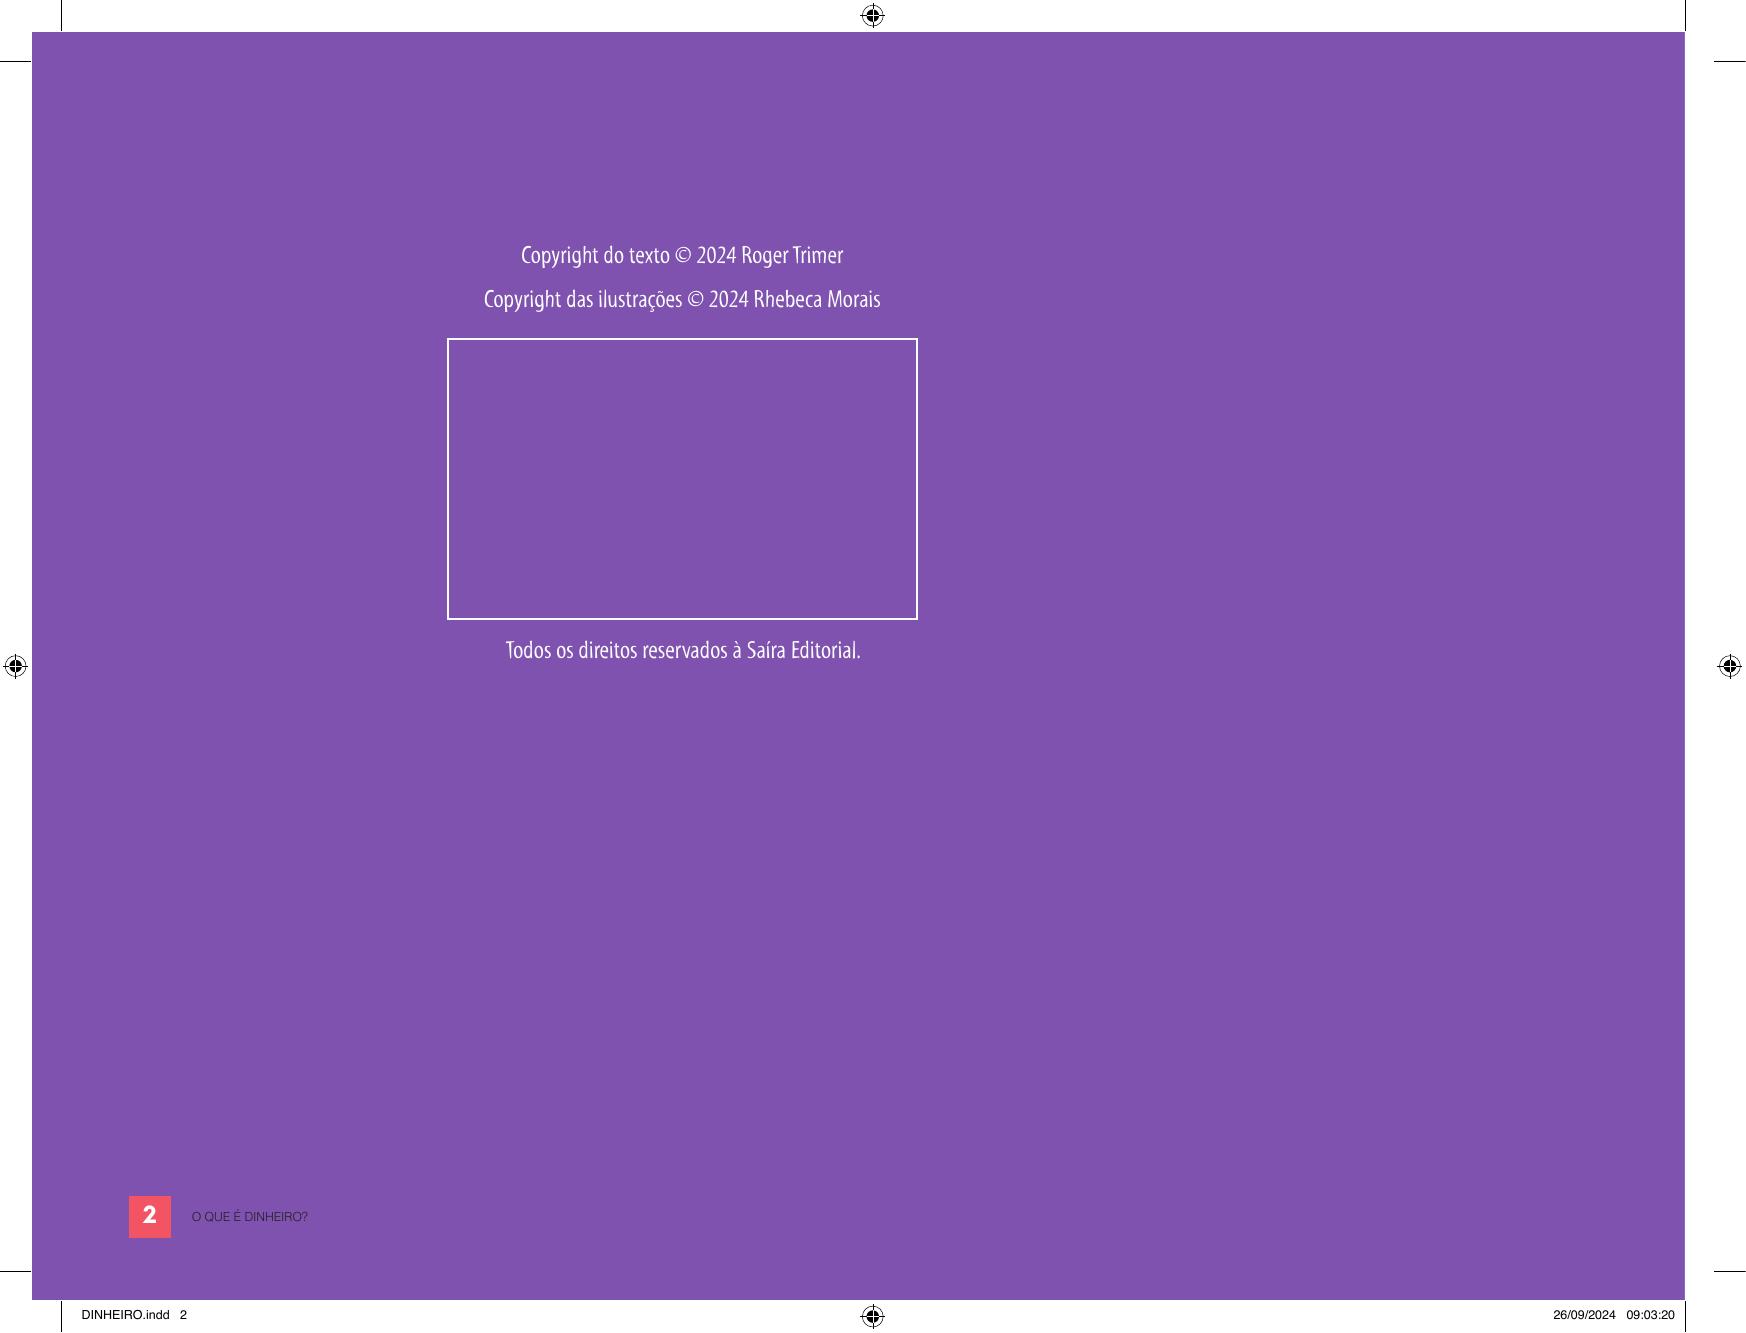 Copyright do texto © 2024 Roger Trimer
Copyright das ilustrações © 2024 Rhebeca Morais
Todos os direitos reservados à Saíra Editorial.
2 O QUE É DINHEIRO?
DINHEIRO.indd 2 26/09/2024 09:03:20